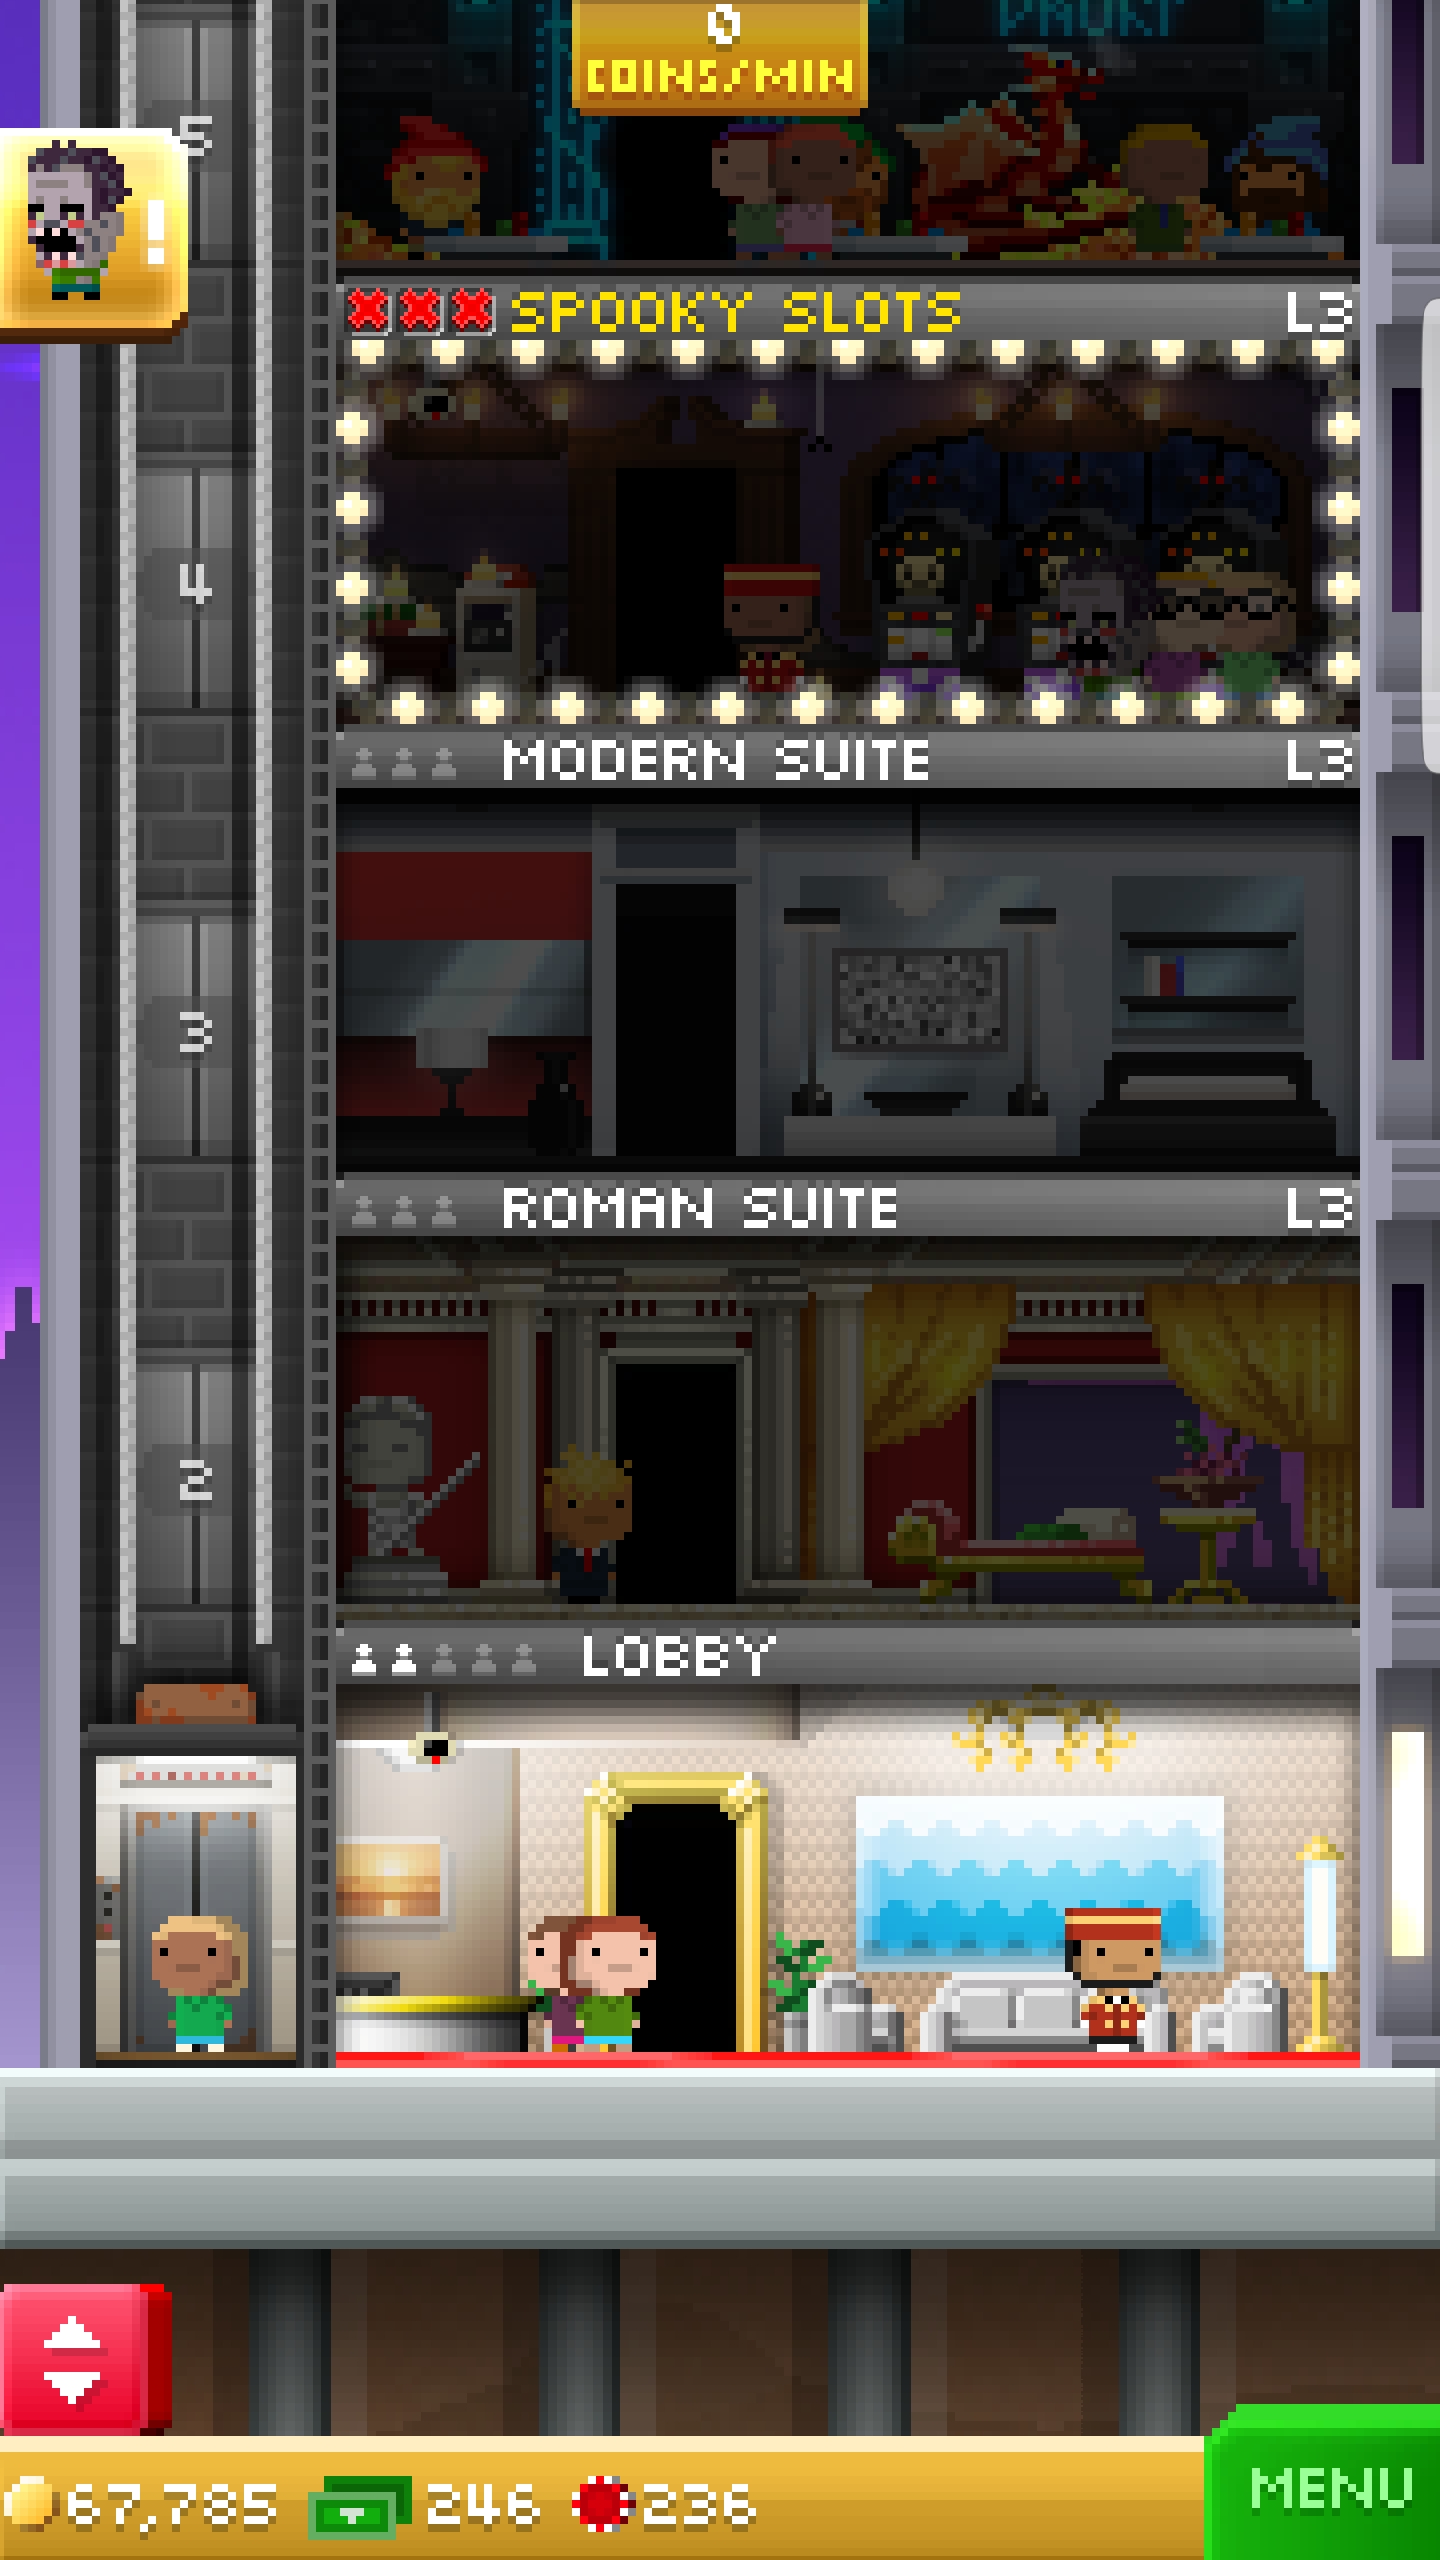 0
COINS/MIN
5
!
SPOOKY SLOTS L3
4
MODERN SUITE L3
3
ROMAN SUITE L3
2
LOBBY
67,785 246 236
MENU